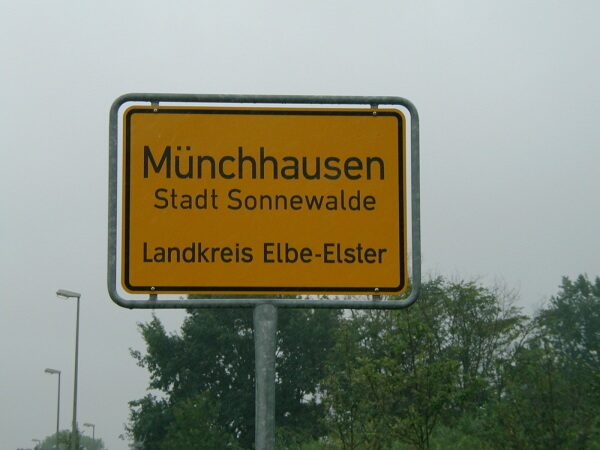 Münchhausen
Stadt Sonnewalde
Landkreis Elbe-Elster